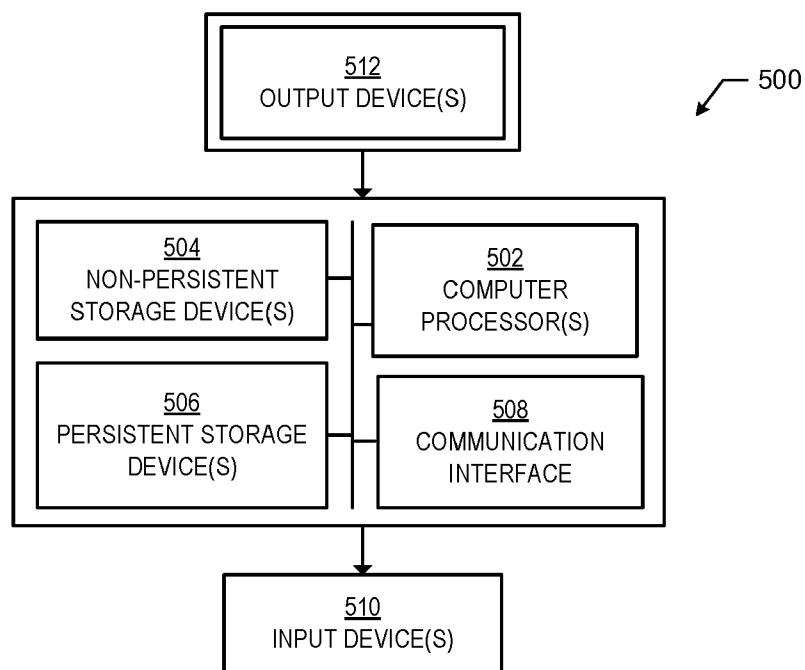 512
OUTPUT DEVICE(S)
500
504
NON-PERSISTENT
STORAGE DEVICE(S)
502
COMPUTER
PROCESSOR(S)
506
PERSISTENT STORAGE
DEVICE(S)
508
COMMUNICATION
INTERFACE
510
INPUT DEVICE(S)